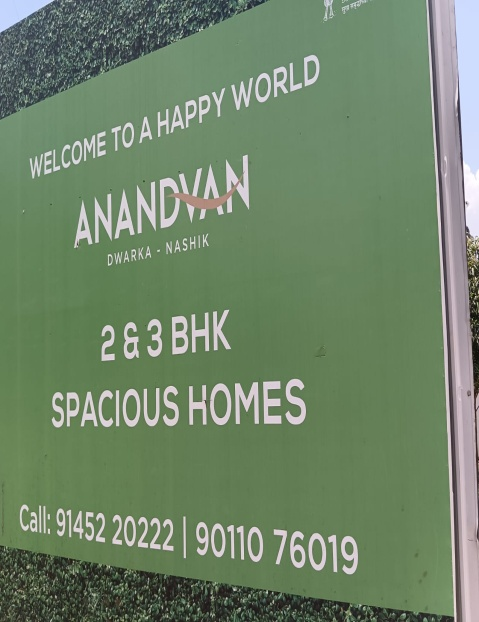 WELCOME TO A HAPPY WORLD
ANANDVAN
DWARKA - NASHIK
2 & 3 BHK
SPACIOUS HOMES
Call: 91452 20222 | 90110 76019